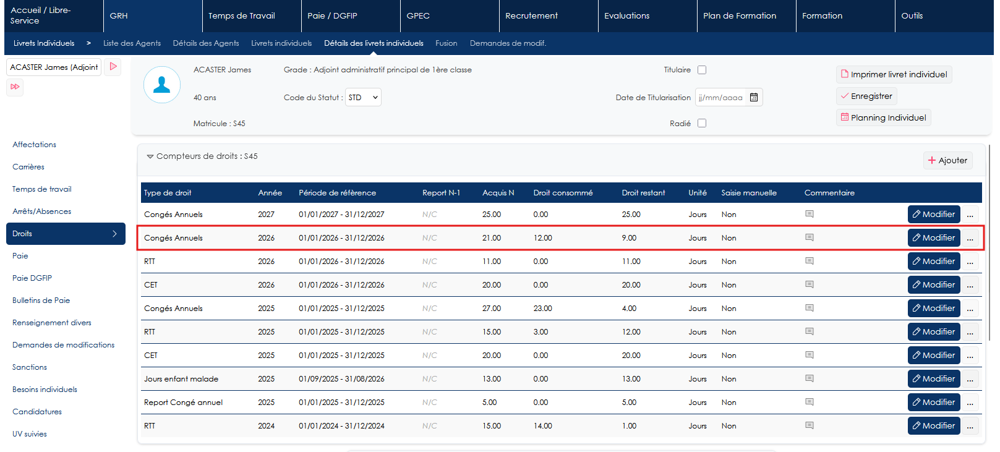 Accueil / Libre-Service
GRH
Temps de Travail
Paie / DGFIP
GPEC
Recrutement
Evaluations
Plan de Formation
Formation
Outils
Livrets Individuels > Liste des Agents Détails des Agents Livrets individuels Détails des livrets individuels Fusion Demandes de modif.
ACASTER James (Adjoint
ACASTER James
Grade : Adjoint administratif principal de 1ère classe
Titulaire
Imprimer livret individuel
40 ans
Code du Statut : STD
Date de Titularisation jj/mm/aaaa
Enregistrer
Planning Individuel
Matricule : S45
Radié
Affectations
Carrières
Temps de travail
Arrêts/Absences
Droits
Paie
Paie DGFIP
Bulletins de Paie
Renseignement divers
Demandes de modifications
Sanctions
Besoins individuels
Candidatures
UV suivies
Compteurs de droits : S45
+ Ajouter
Type de droit Année Période de référence Report N-1 Acquis N Droit consommé Droit restant Unité Saisie manuelle Commentaire
Congés Annuels 2027 01/01/2027 - 31/12/2027 N/C 25.00 0.00 25.00 Jours Non Modifier ...
Congés Annuels 2026 01/01/2026 - 31/12/2026 N/C 21.00 12.00 9.00 Jours Non Modifier ...
RTT 2026 01/01/2026 - 31/12/2026 N/C 11.00 0.00 11.00 Jours Non Modifier ...
CET 2026 01/01/2026 - 31/12/2026 N/C 20.00 0.00 20.00 Jours Non Modifier ...
Congés Annuels 2025 01/01/2025 - 31/12/2025 N/C 27.00 23.00 4.00 Jours Non Modifier ...
RTT 2025 01/01/2025 - 31/12/2025 N/C 15.00 3.00 12.00 Jours Non Modifier ...
CET 2025 01/01/2025 - 31/12/2025 N/C 20.00 0.00 20.00 Jours Non Modifier ...
Jours enfant malade 2025 01/09/2025 - 31/08/2026 N/C 13.00 0.00 13.00 Jours Non Modifier ...
Report Congé annuel 2025 01/01/2025 - 31/12/2025 N/C 5.00 0.00 5.00 Jours Non Modifier ...
RTT 2024 01/01/2024 - 31/12/2024 N/C 15.00 14.00 1.00 Jours Non Modifier ...